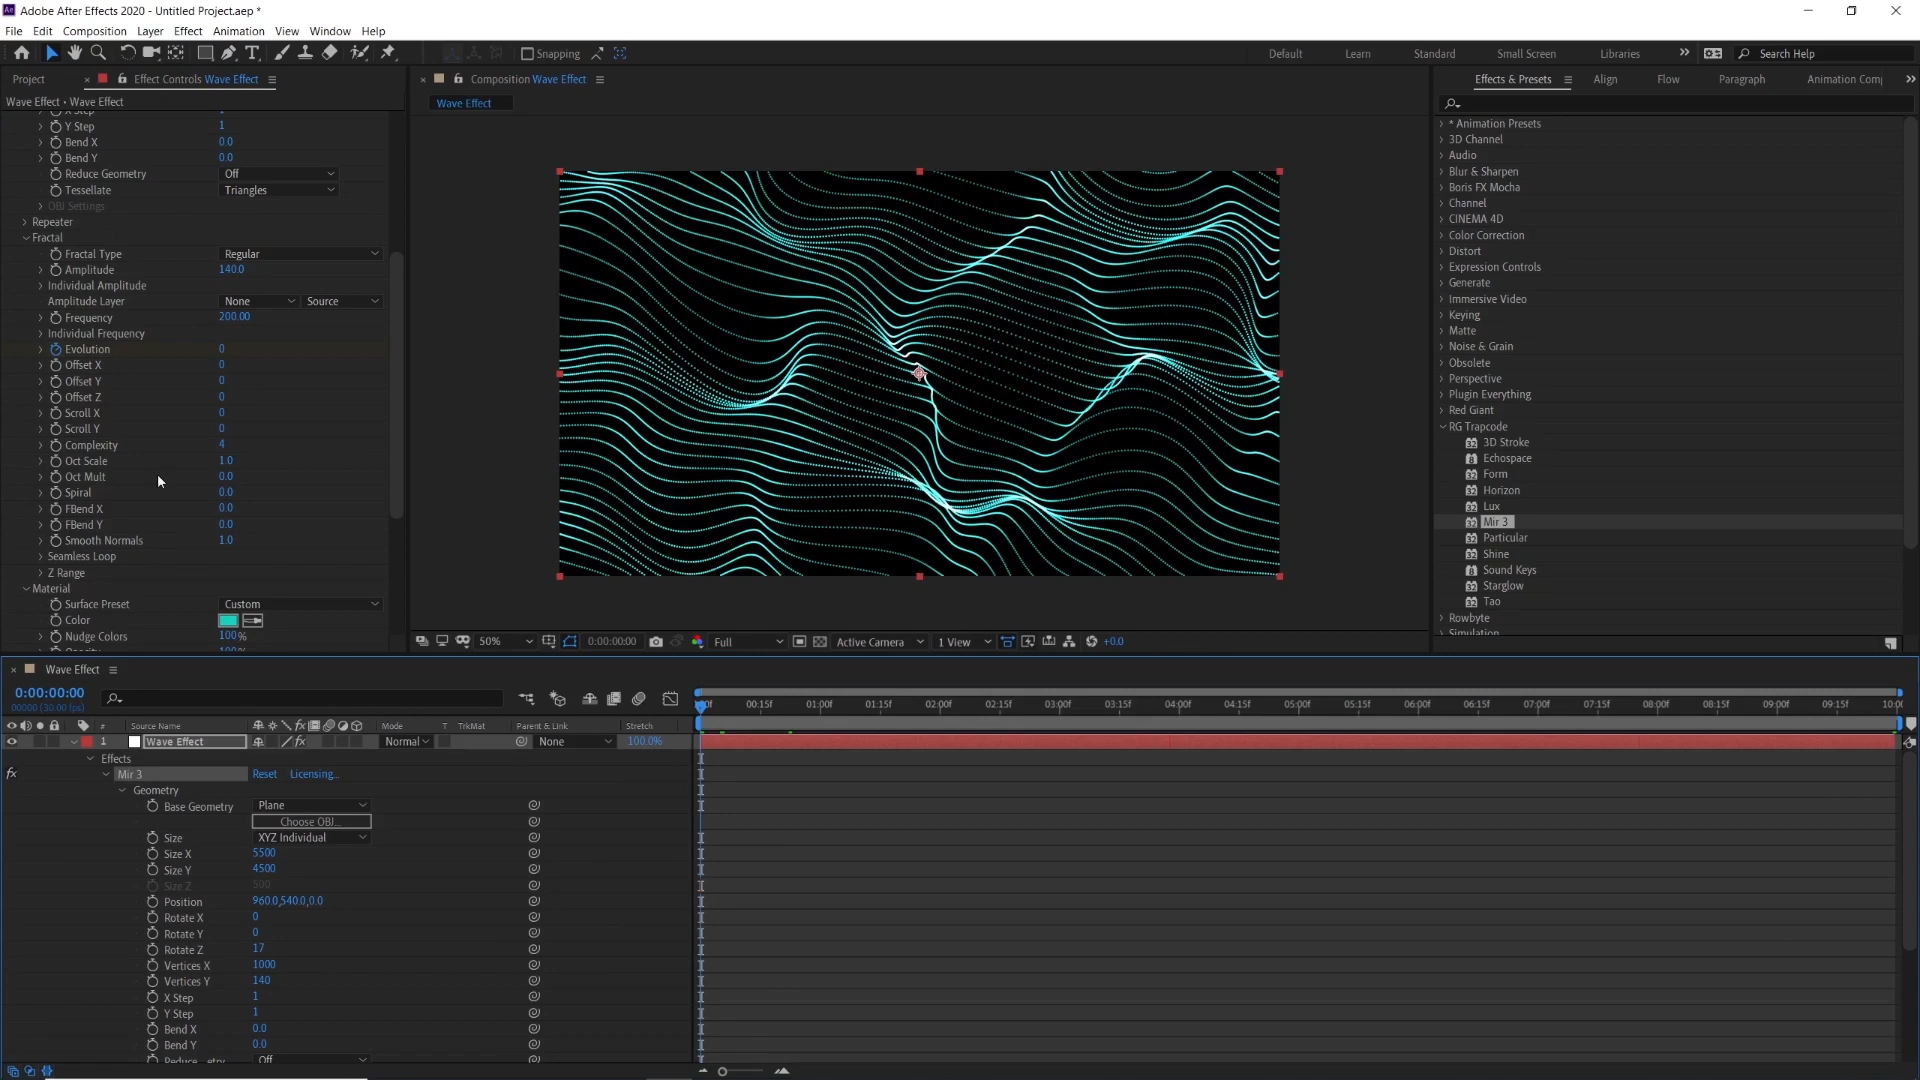 Ae Adobe After Effects 2020 - Untitled Project.aep *
File Edit Composition Layer Effect Animation View Window Help
Snapping
Default Learn Standard Small Screen Libraries
Search Help
Project
Effect Controls Wave Effect
Wave Effect • Wave Effect
X Step 1
Y Step 1
Bend X 0.0
Bend Y 0.0
Reduce Geometry Off
Tessellate Triangles
OBJ Settings
Repeater
Fractal
Fractal Type Regular
Amplitude 140.0
Individual Amplitude
Amplitude Layer None Source
Frequency 200.00
Individual Frequency
Evolution 0
Offset X 0
Offset Y 0
Offset Z 0
Scroll X 0
Scroll Y 0
Complexity 4
Oct Scale 1.0
Oct Mult 0.0
Spiral 0.0
FBend X 0.0
FBend Y 0.0
Smooth Normals 1.0
Seamless Loop
Z Range
Material
Surface Preset Custom
Color
Nudge Colors 100%
Opacity 100%
Composition Wave Effect
Wave Effect
50% 0:00:00:00 Full Active Camera 1 View +0.0
Effects & Presets Align Flow Paragraph Animation Comp
* Animation Presets
3D Channel
Audio
Blur & Sharpen
Boris FX Mocha
Channel
CINEMA 4D
Color Correction
Distort
Expression Controls
Generate
Immersive Video
Keying
Matte
Noise & Grain
Obsolete
Perspective
Plugin Everything
Red Giant
RG Trapcode
3D Stroke
Echospace
Form
Horizon
Lux
Mir 3
Particular
Shine
Sound Keys
Starglow
Tao
Rowbyte
Simulation
Wave Effect
0:00:00:00
00000 (30.00 fps)
00:15f 01:00f 01:15f 02:00f 02:15f 03:00f 03:15f 04:00f 04:15f 05:00f 05:15f 06:00f 06:15f 07:00f 07:15f 08:00f 08:15f 09:00f 09:15f 10:00
# Source Name fx Mode T TrkMat Parent & Link Stretch
1 Wave Effect fx Normal None 100.0%
Effects
fx Mir 3 Reset Licensing...
Geometry
Base Geometry Plane
Choose OBJ...
Size XYZ Individual
Size X 5500
Size Y 4500
Size Z 500
Position 960.0,540.0,0.0
Rotate X 0
Rotate Y 0
Rotate Z 17
Vertices X 1000
Vertices Y 140
X Step 1
Y Step 1
Bend X 0.0
Bend Y 0.0
Reduce ...etry Off